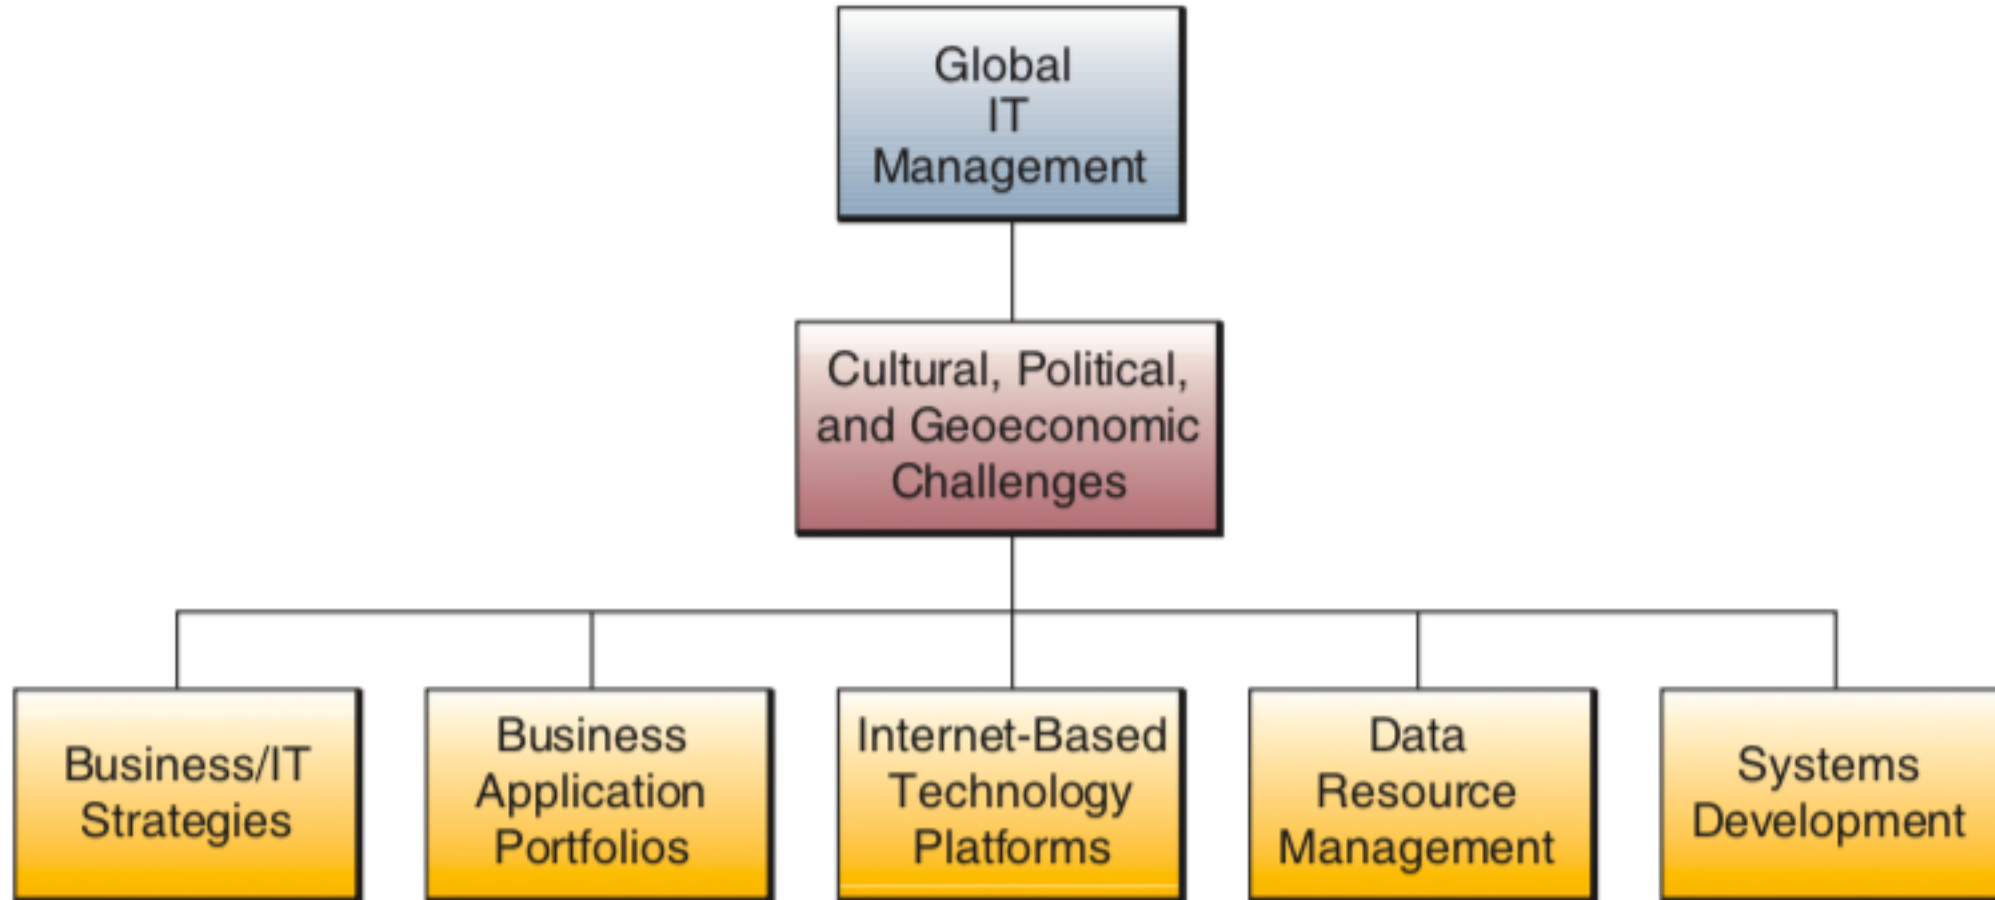 Global
IT
Management
Cultural, Political,
and Geoeconomic
Challenges
Business/IT
Strategies
Business
Application
Portfolios
Internet-Based
Technology
Platforms
Data
Resource
Management
Systems
Development